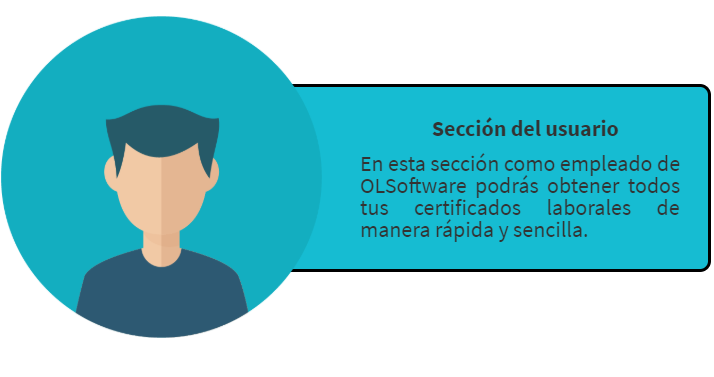 Sección del usuario
En esta sección como empleado de
OLSoftware podrás obtener todos
tus certificados laborales de
manera rápida y sencilla.